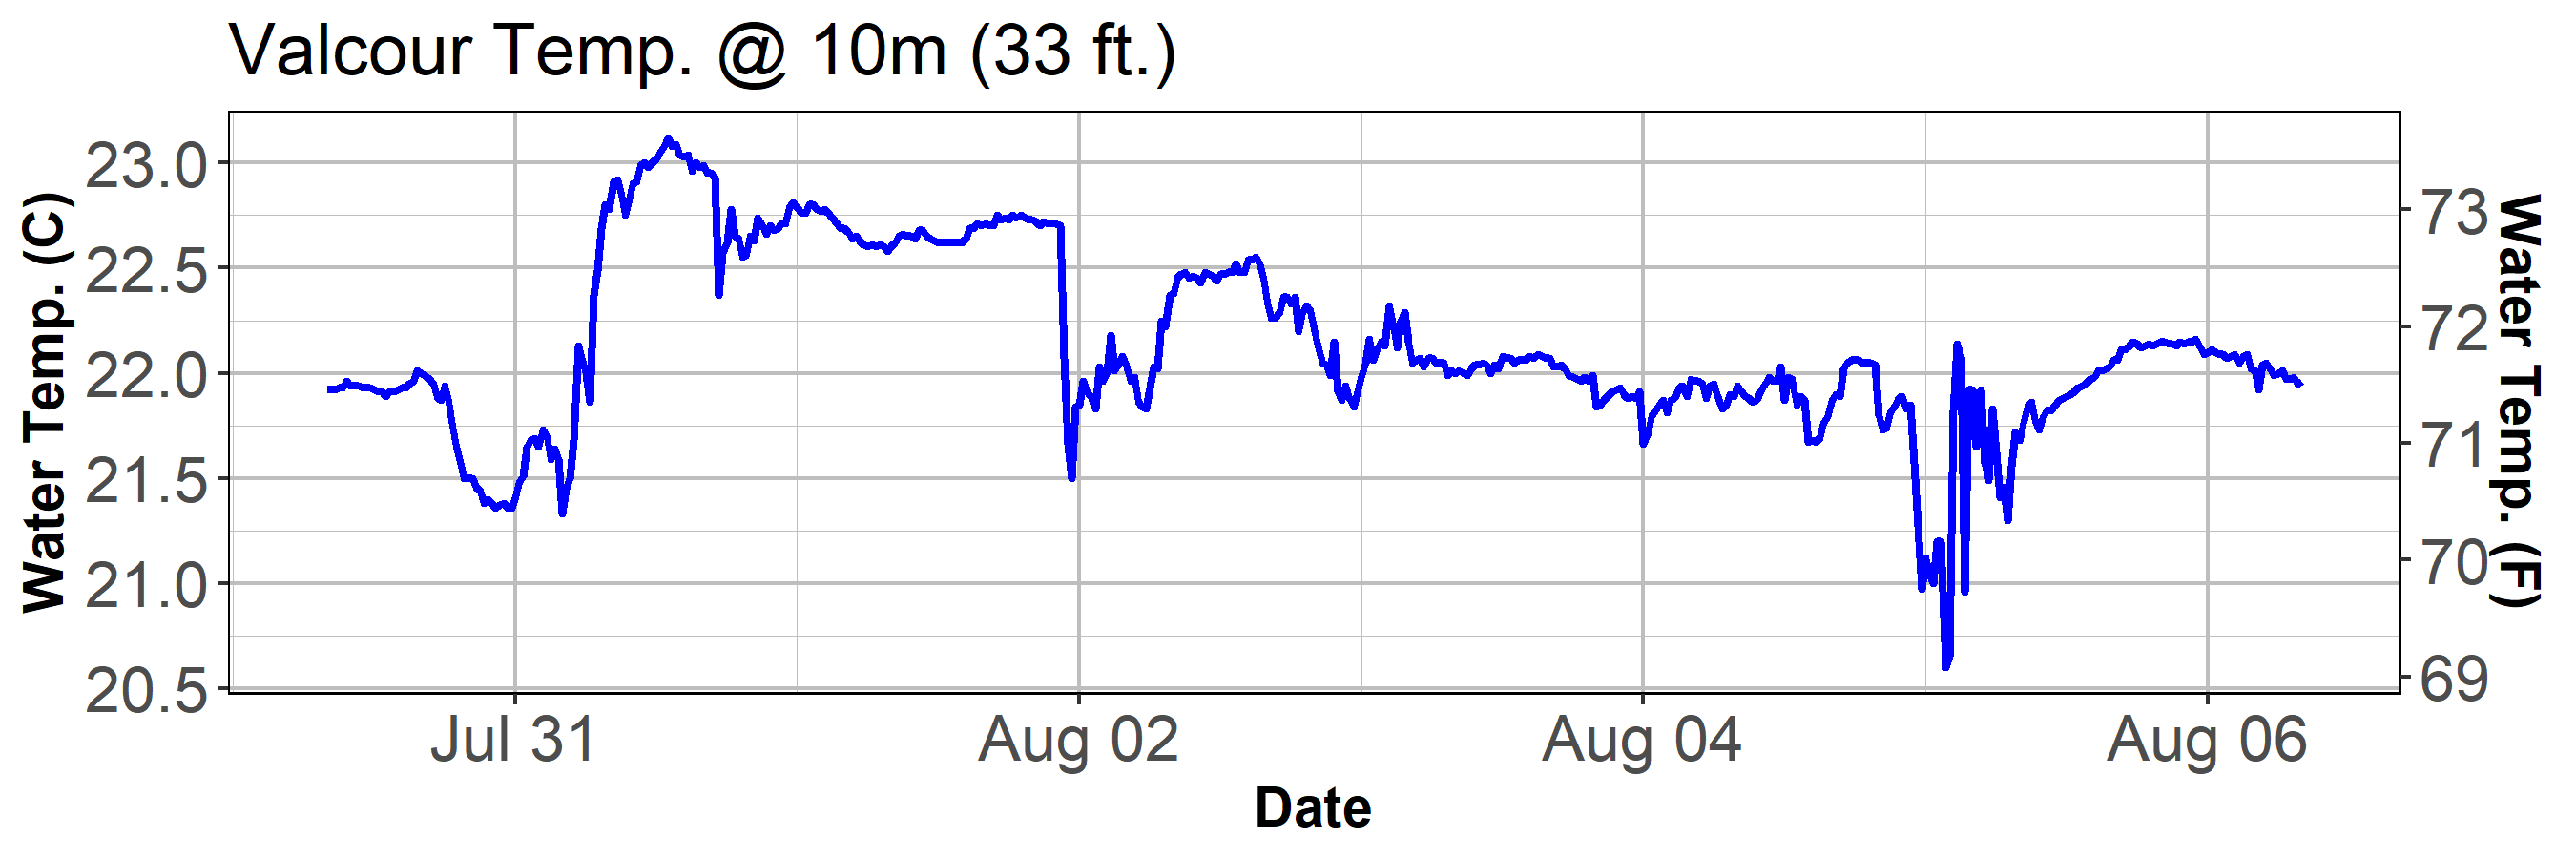 Valcour Temp. @ 10m (33 ft.)
Water Temp. (C)
23.0
22.5
22.0
21.5
21.0
20.5
73
72
71
70
69
Water Temp. (F)
Jul 31
Aug 02
Aug 04
Aug 06
Date